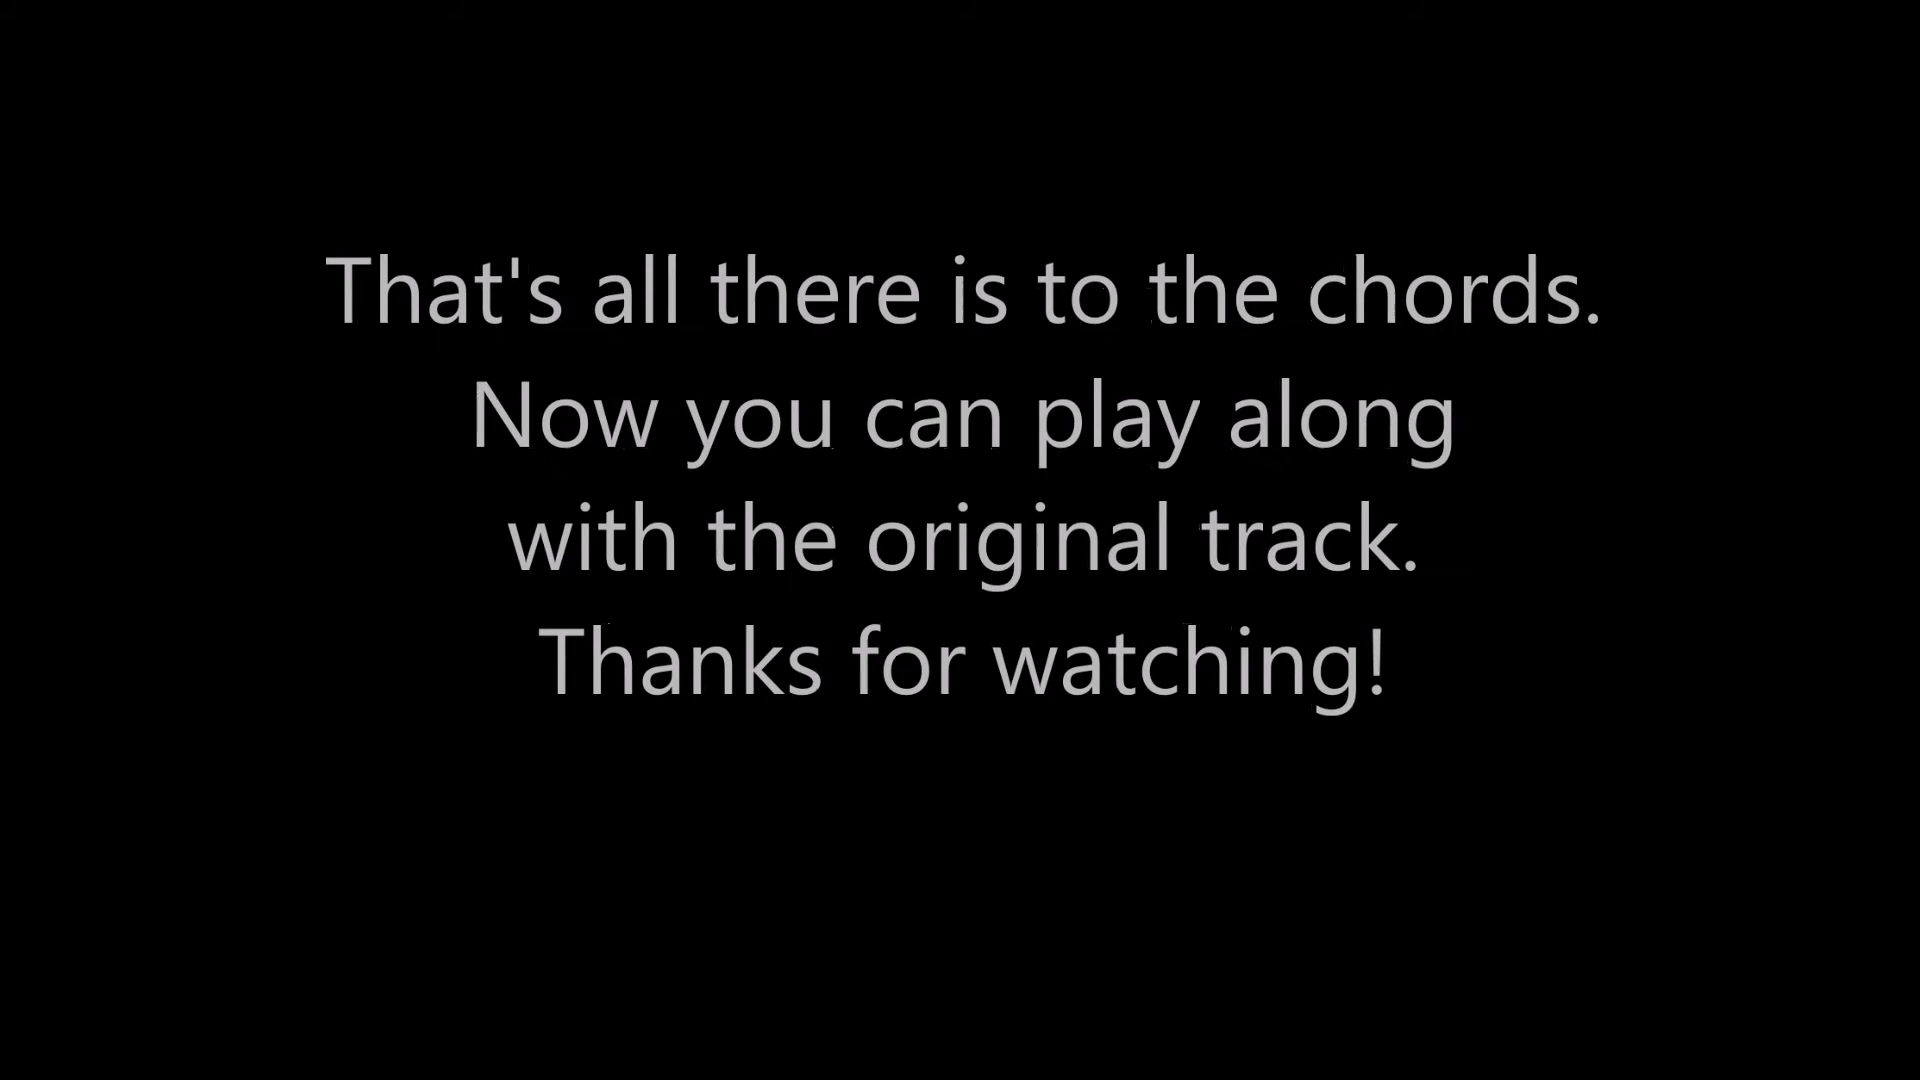 That's all there is to the chords.
Now you can play along
with the original track.
Thanks for watching!